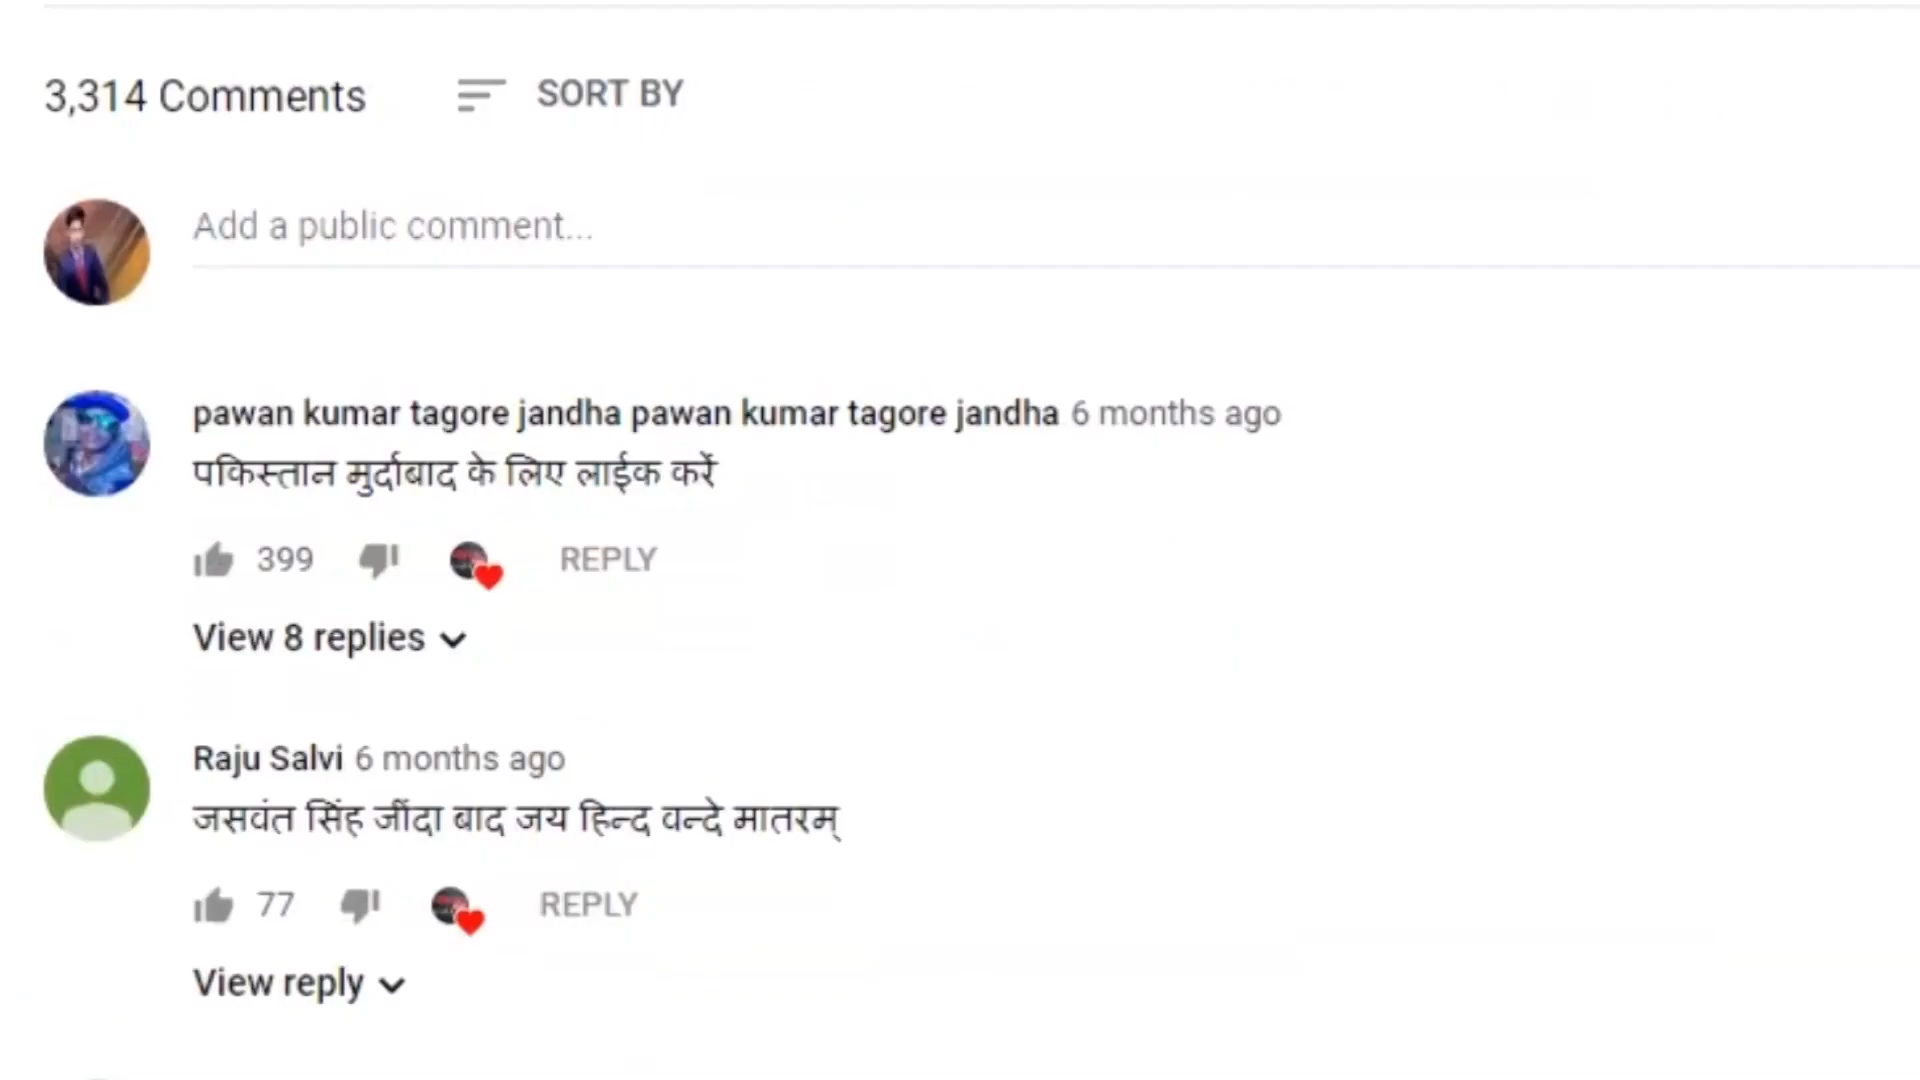 3,314 Comments SORT BY
Add a public comment...
pawan kumar tagore jandha pawan kumar tagore jandha 6 months ago
पकिस्तान मुर्दाबाद के लिए लाईक करें
399 REPLY
View 8 replies
Raju Salvi 6 months ago
जसवंत सिंह जींदा बाद जय हिन्द वन्दे मातरम्
77 REPLY
View reply